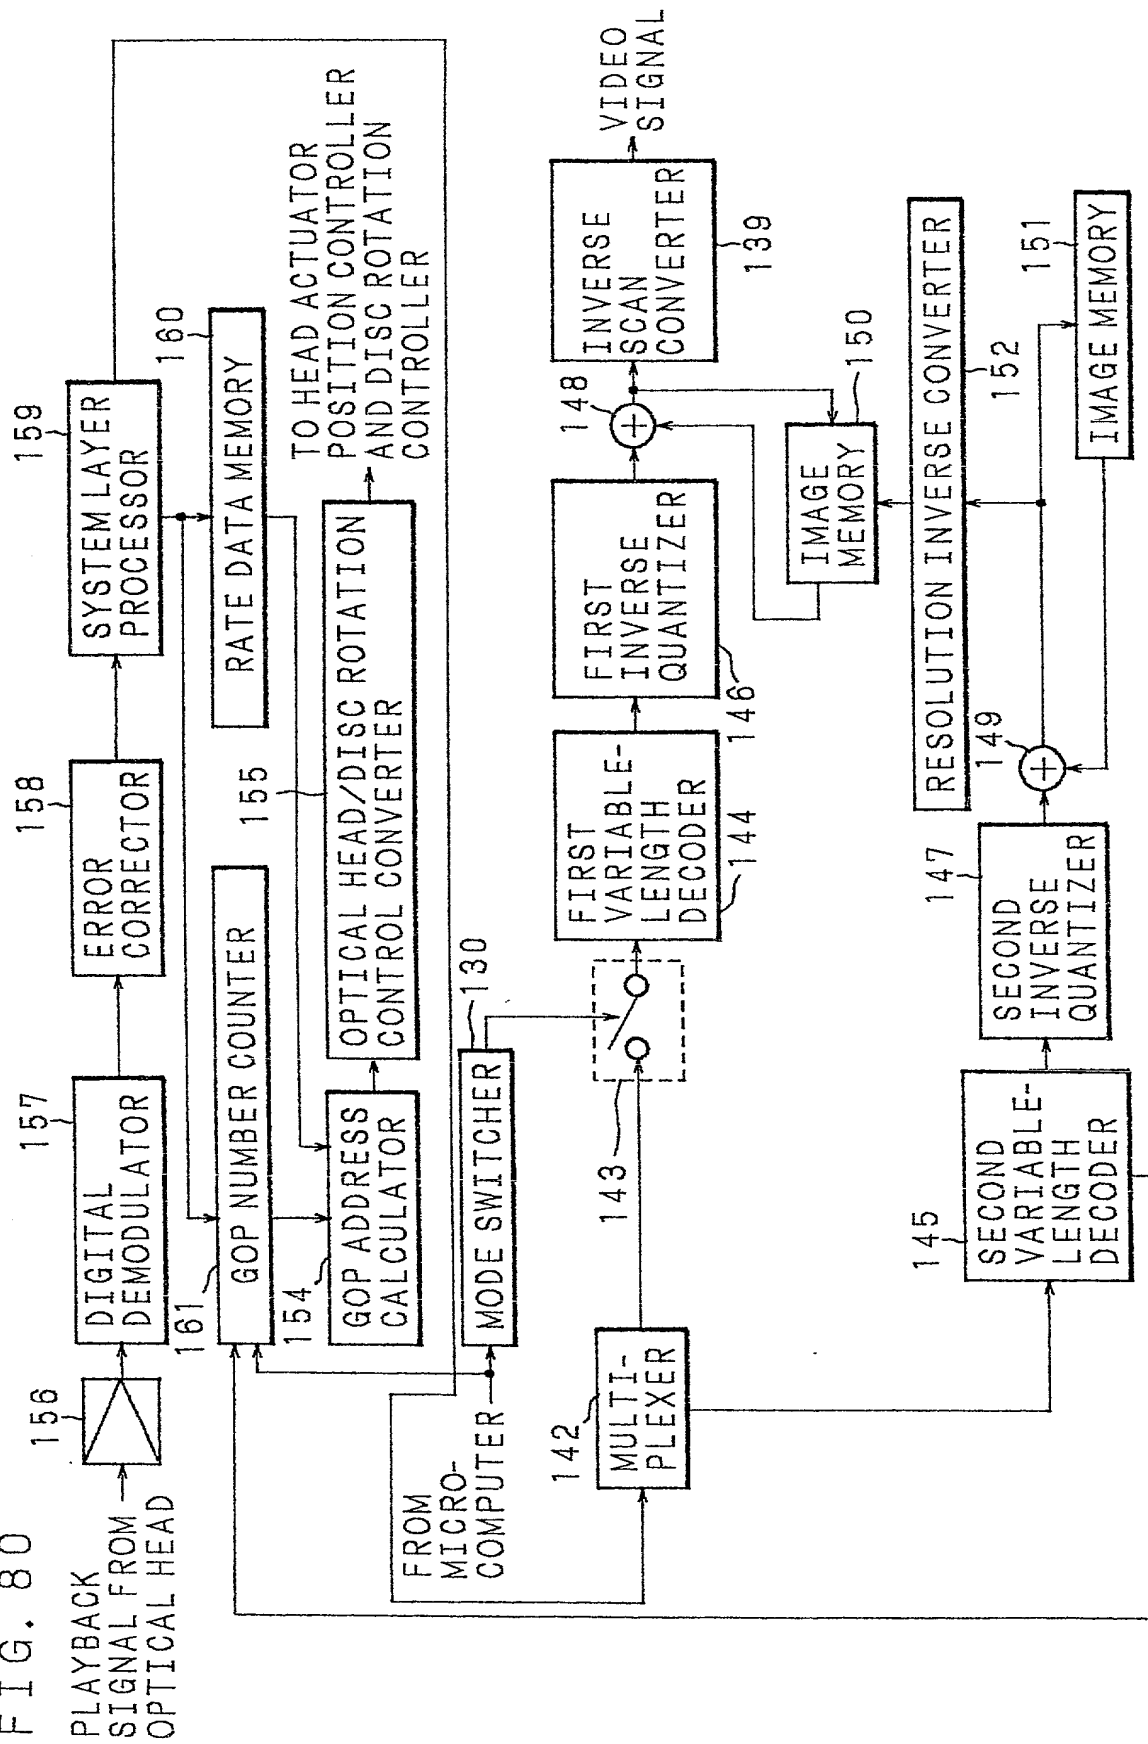 FIG. 80
PLAYBACK
SIGNAL FROM
OPTICAL HEAD
156
157
DIGITAL
DEMODULATOR
158
ERROR
CORRECTOR
159
SYSTEM LAYER
PROCESSOR
161
GOP NUMBER COUNTER
160
RATE DATA MEMORY
154
GOP ADDRESS
CALCULATOR
155
OPTICAL HEAD/DISC ROTATION
CONTROL CONVERTER
TO HEAD ACTUATOR
POSITION CONTROLLER
AND DISC ROTATION
CONTROLLER
FROM
MICRO-
COMPUTER
MODE SWITCHER
130
142
MULTI-
PLEXER
143
FIRST
VARIABLE-
LENGTH
DECODER
144
FIRST
INVERSE
QUANTIZER
146
148
INVERSE
SCAN
CONVERTER
139
VIDEO
SIGNAL
IMAGE
MEMORY
150
RESOLUTION INVERSE CONVERTER
152
145
SECOND
VARIABLE-
LENGTH
DECODER
147
SECOND
INVERSE
QUANTIZER
149
151
IMAGE MEMORY